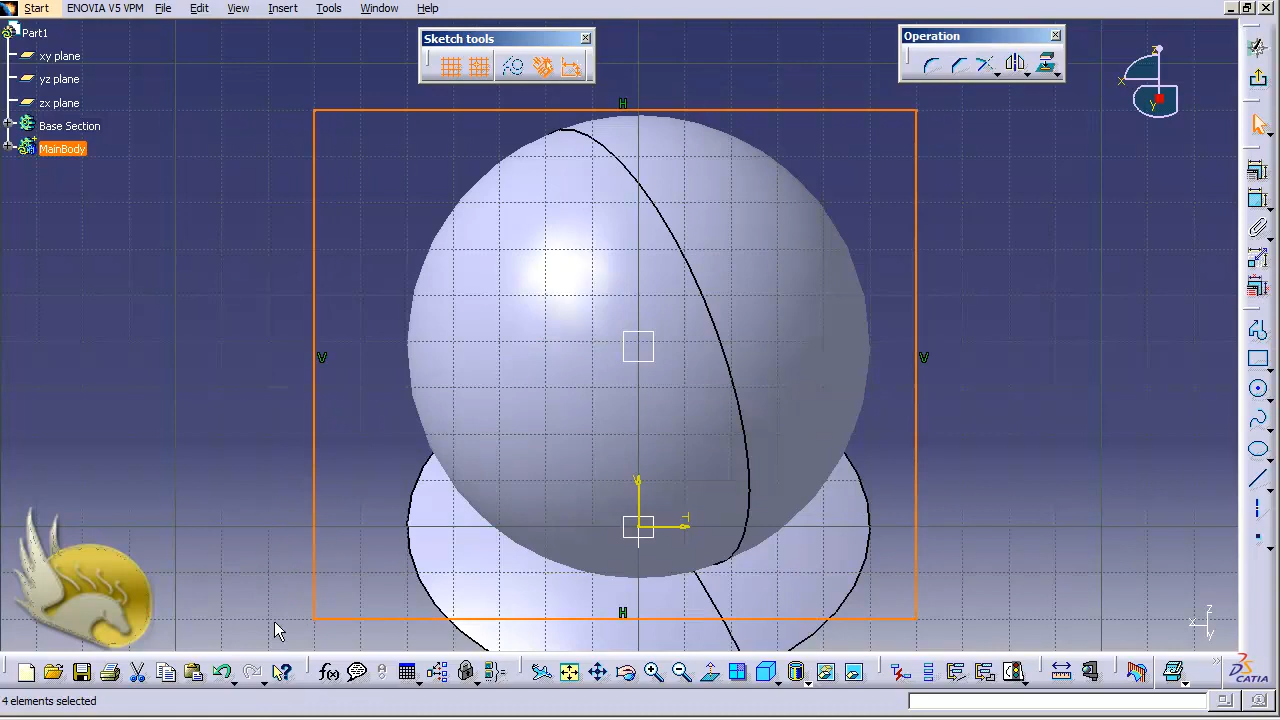 Start ENOVIA V5 VPM File Edit View Insert Tools Window Help
Part1
xy plane
yz plane
zx plane
Base Section
MainBody
Sketch tools
Operation
z
x
y
H
V
V
V
H
H
z
x
y
f(x)
CATIA
4 elements selected